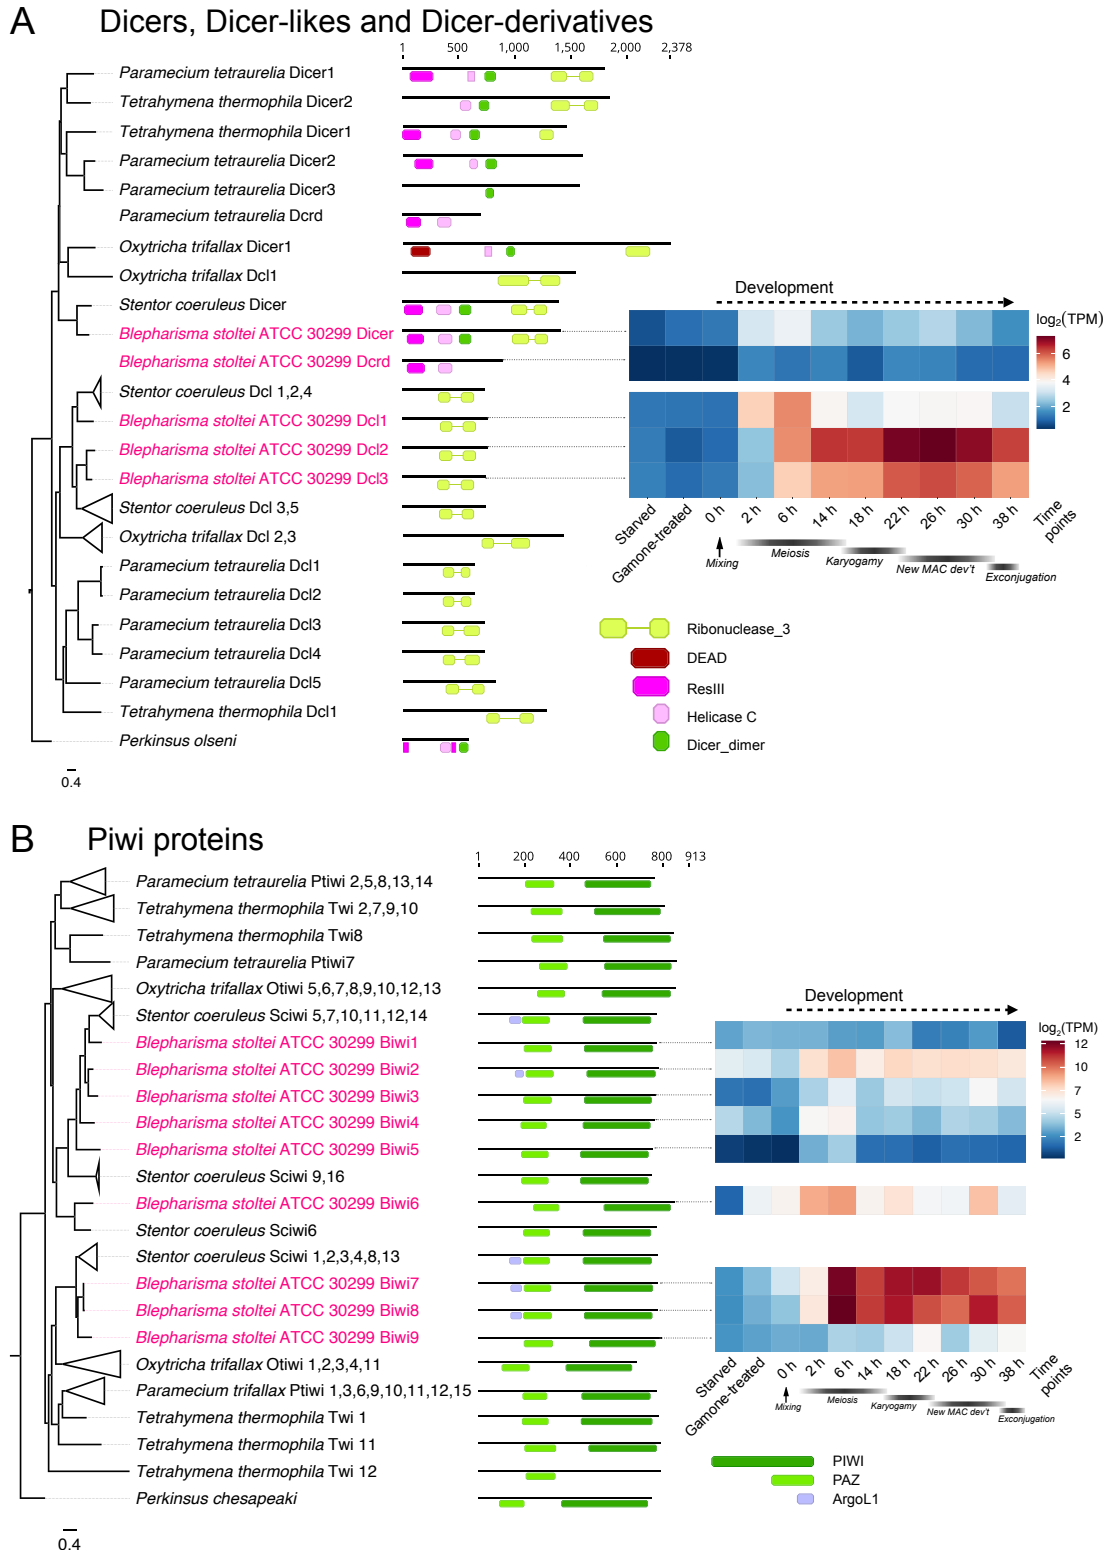 A Dicers, Dicer-likes and Dicer-derivatives
1 500 1,000 1,500 2,000 2,378
Paramecium tetraurelia Dicer1
Tetrahymena thermophila Dicer2
Tetrahymena thermophila Dicer1
Paramecium tetraurelia Dicer2
Paramecium tetraurelia Dicer3
Paramecium tetraurelia Dcrd
Oxytricha trifallax Dicer1
Oxytricha trifallax Dcl1
Stentor coeruleus Dicer
Blepharisma stoltei ATCC 30299 Dicer
Blepharisma stoltei ATCC 30299 Dcrd
Stentor coeruleus Dcl 1,2,4
Blepharisma stoltei ATCC 30299 Dcl1
Blepharisma stoltei ATCC 30299 Dcl2
Blepharisma stoltei ATCC 30299 Dcl3
Stentor coeruleus Dcl 3,5
Oxytricha trifallax Dcl 2,3
Paramecium tetraurelia Dcl1
Paramecium tetraurelia Dcl2
Paramecium tetraurelia Dcl3
Paramecium tetraurelia Dcl4
Paramecium tetraurelia Dcl5
Tetrahymena thermophila Dcl1
Perkinsus olseni
0.4
Development
log2(TPM)
6
4
2
Starved Gamone-treated 0 h 2 h 6 h 14 h 18 h 22 h 26 h 30 h 38 h Time points
Mixing Meiosis Karyogamy New MAC dev't Exconjugation
Ribonuclease_3
DEAD
ResIII
Helicase C
Dicer_dimer
B Piwi proteins
1 200 400 600 800 913
Paramecium tetraurelia Ptiwi 2,5,8,13,14
Tetrahymena thermophila Twi 2,7,9,10
Tetrahymena thermophila Twi8
Paramecium tetraurelia Ptiwi7
Oxytricha trifallax Otiwi 5,6,7,8,9,10,12,13
Stentor coeruleus Sciwi 5,7,10,11,12,14
Blepharisma stoltei ATCC 30299 Biwi1
Blepharisma stoltei ATCC 30299 Biwi2
Blepharisma stoltei ATCC 30299 Biwi3
Blepharisma stoltei ATCC 30299 Biwi4
Blepharisma stoltei ATCC 30299 Biwi5
Stentor coeruleus Sciwi 9,16
Blepharisma stoltei ATCC 30299 Biwi6
Stentor coeruleus Sciwi6
Stentor coeruleus Sciwi 1,2,3,4,8,13
Blepharisma stoltei ATCC 30299 Biwi7
Blepharisma stoltei ATCC 30299 Biwi8
Blepharisma stoltei ATCC 30299 Biwi9
Oxytricha trifallax Otiwi 1,2,3,4,11
Paramecium trifallax Ptiwi 1,3,6,9,10,11,12,15
Tetrahymena thermophila Twi 1
Tetrahymena thermophila Twi 11
Tetrahymena thermophila Twi 12
Perkinsus chesapeaki
0.4
Development
log2(TPM)
12
10
7
5
2
Starved Gamone-treated 0 h 2 h 6 h 14 h 18 h 22 h 26 h 30 h 38 h Time points
Mixing Meiosis Karyogamy New MAC dev't Exconjugation
PIWI
PAZ
ArgoL1